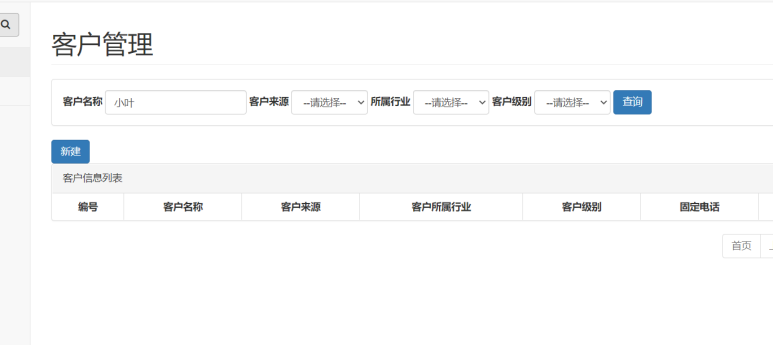 客户管理
客户名称 小叶 客户来源 --请选择-- 所属行业 --请选择-- 客户级别 --请选择-- 查询
新建
客户信息列表
编号 客户名称 客户来源 客户所属行业 客户级别 固定电话
首页